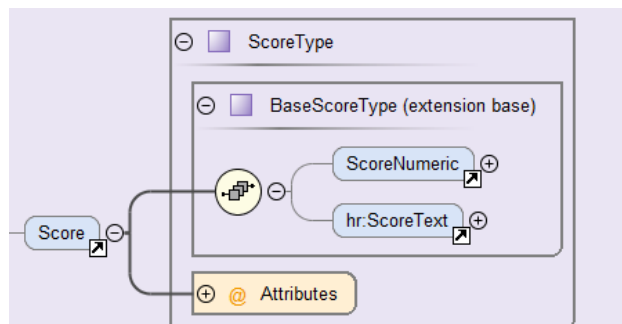 ScoreType
BaseScoreType (extension base)
ScoreNumeric
hr:ScoreText
Score
@ Attributes